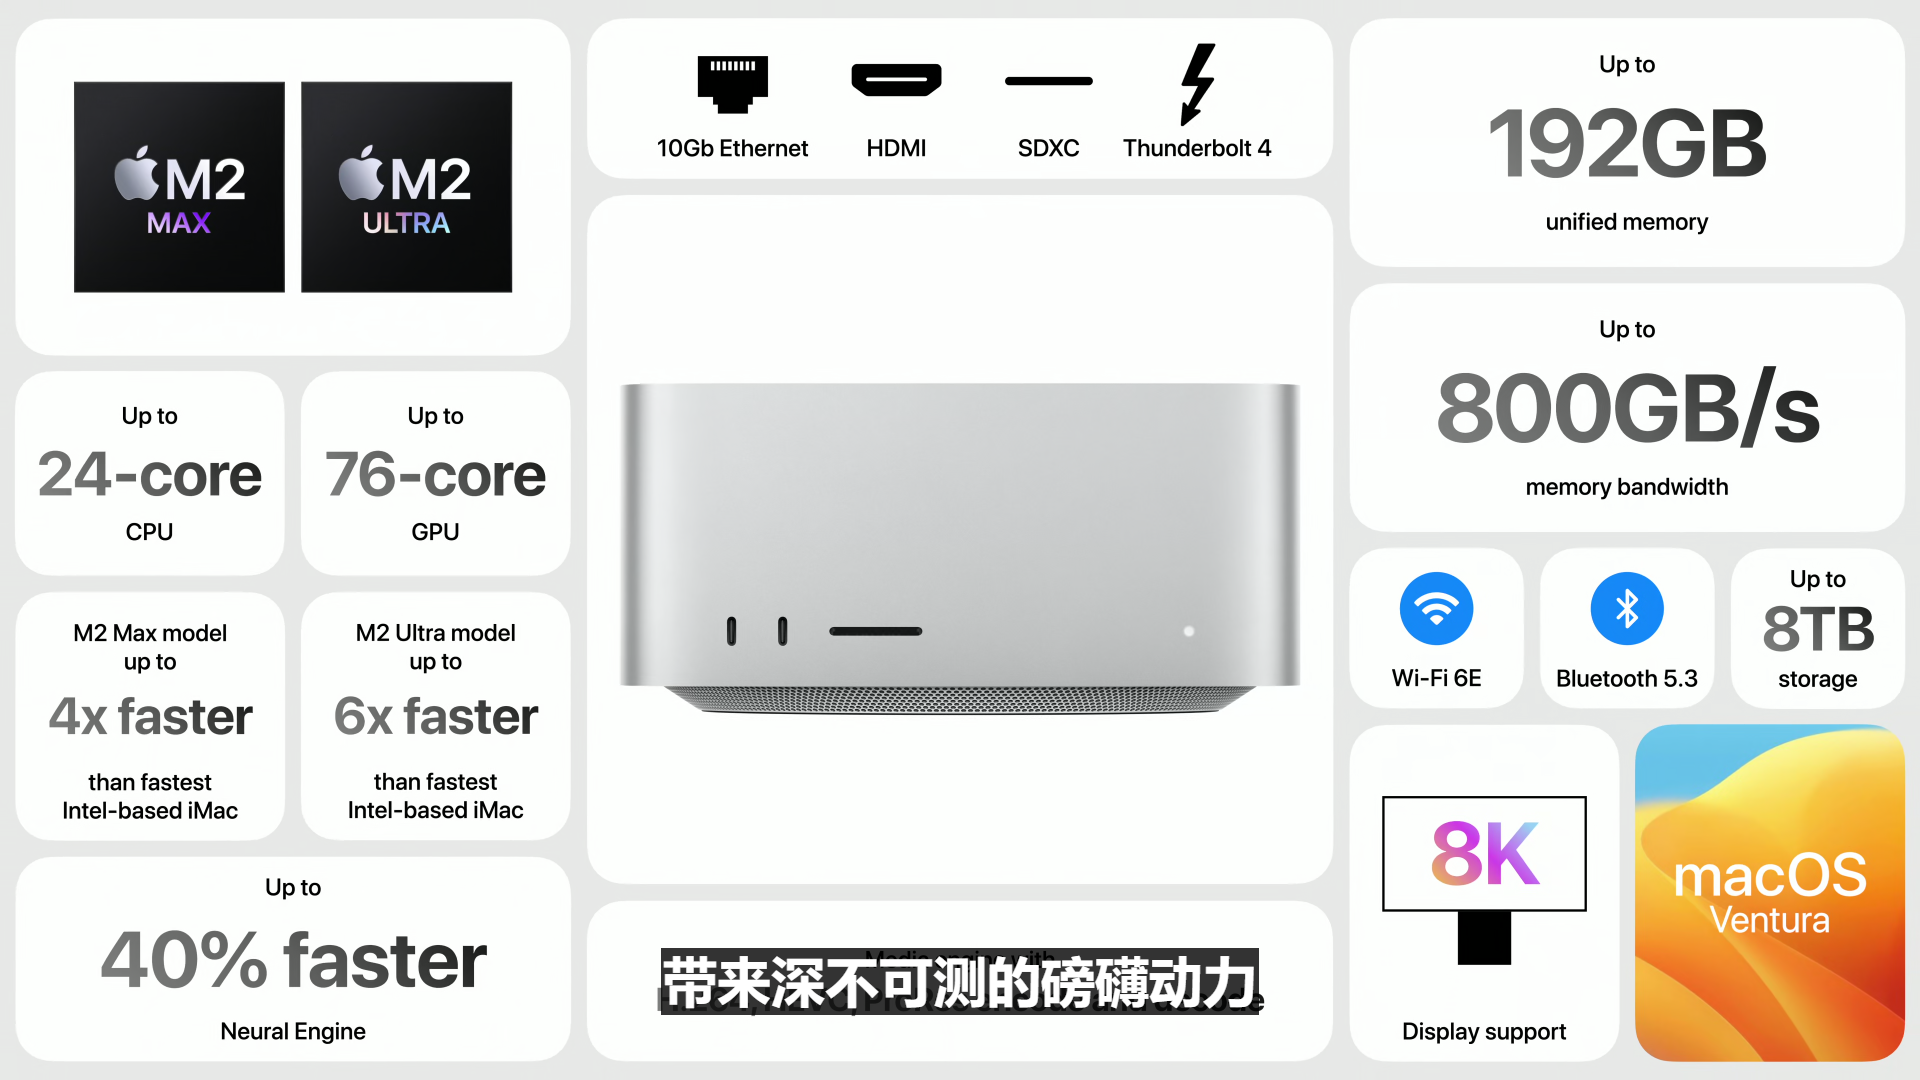 M2
MAX
M2
ULTRA
Up to
24-core
CPU
Up to
76-core
GPU
M2 Max model
up to
4x faster
than fastest
Intel-based iMac
M2 Ultra model
up to
6x faster
than fastest
Intel-based iMac
Up to
40% faster
Neural Engine
10Gb Ethernet
HDMI
SDXC
Thunderbolt 4
带来深不可测的磅礴动力
Up to
192GB
unified memory
Up to
800GB/s
memory bandwidth
Wi-Fi 6E
Bluetooth 5.3
Up to
8TB
storage
8K
Display support
macOS
Ventura